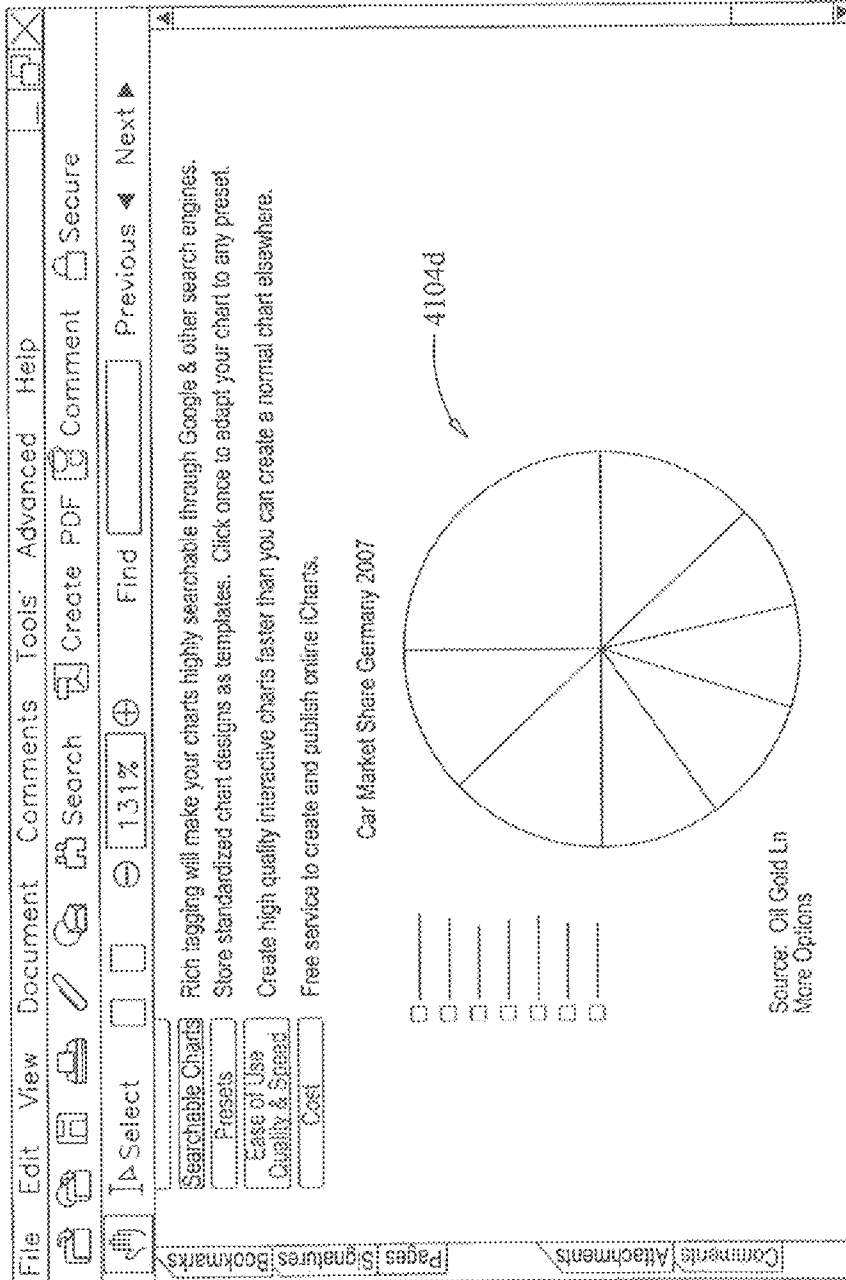 File Edit View Document Comments Tools Advanced Help
Search Create PDF Comment Secure
Select 131% Find Previous Next
Searchable Charts Rich tagging will make your charts highly searchable through Google & other search engines.
Presets Store standardized chart designs as templates. Click once to adapt your chart to any preset.
Ease of Use
Quality & Speed Create high quality interactive charts faster than you can create a normal chart elsewhere.
Cost Free service to create and publish online iCharts.
Bookmarks
Signatures
Pages
Attachments
Comments
Car Market Share Germany 2007
4104d
Source: Oil Gold Ln
More Options